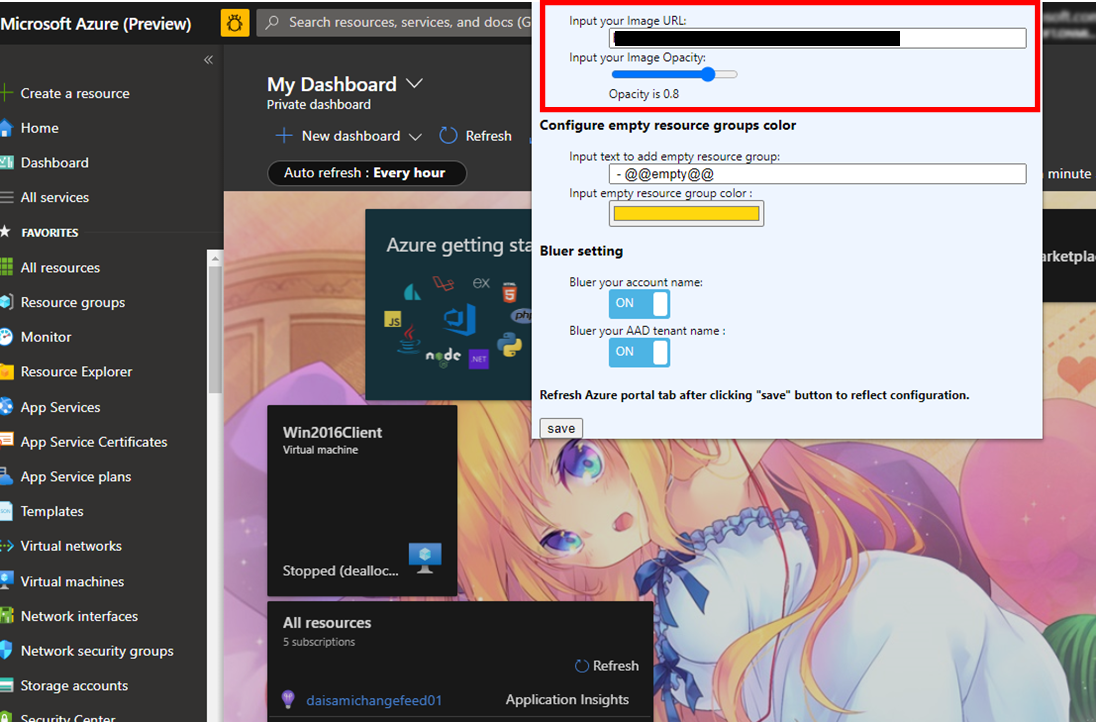 Microsoft Azure (Preview)
Search resources, services, and docs (G
Create a resource
Home
Dashboard
All services
FAVORITES
All resources
Resource groups
Monitor
Resource Explorer
App Services
App Service Certificates
App Service plans
Templates
Virtual networks
Virtual machines
Network interfaces
Network security groups
Storage accounts
Security Center
My Dashboard
Private dashboard
New dashboard
Refresh
Auto refresh : Every hour
minute
Azure getting sta
ex
JS
5
php
node
.NET
arketplac
Win2016Client
Virtual machine
Stopped (dealloc...
All resources
5 subscriptions
Refresh
daisamichangefeed01
Application Insights
Input your Image URL:
Input your Image Opacity:
Opacity is 0.8
Configure empty resource groups color
Input text to add empty resource group:
- @@empty@@
Input empty resource group color :
Bluer setting
Bluer your account name:
ON
Bluer your AAD tenant name :
ON
Refresh Azure portal tab after clicking "save" button to reflect configuration.
save